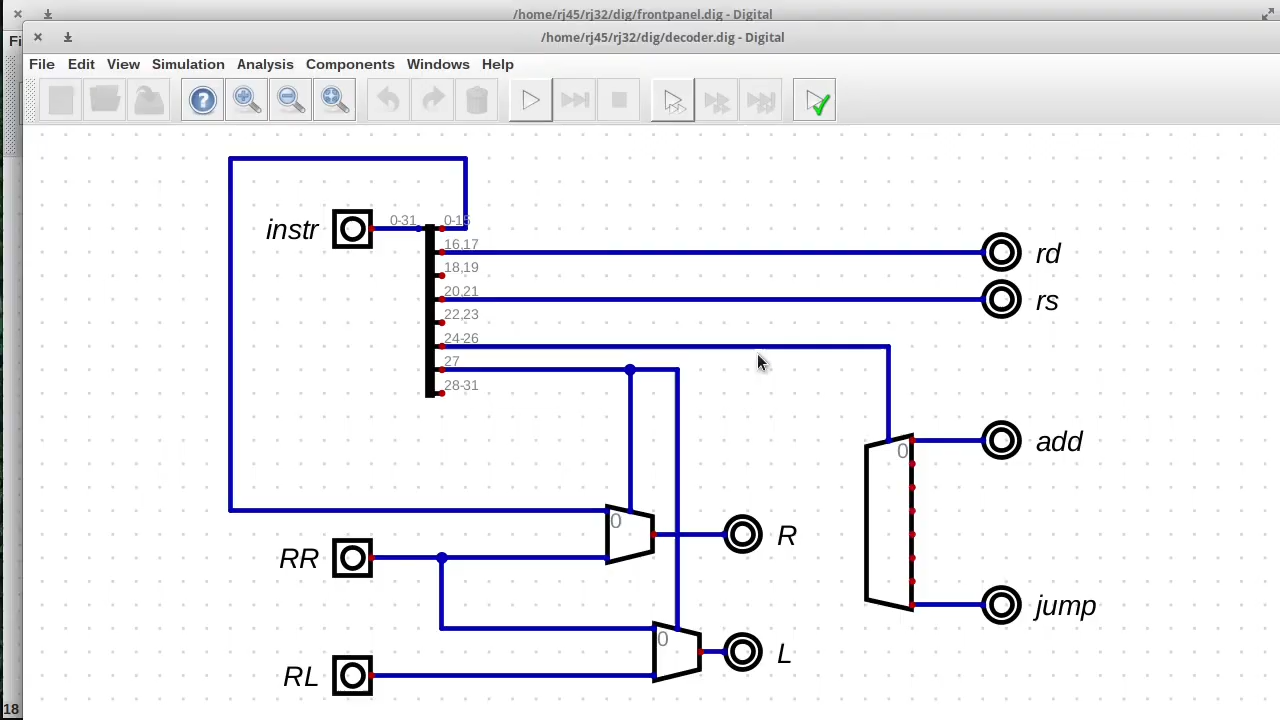 /home/rj45/rj32/dig/frontpanel.dig - Digital
Fi
/home/rj45/rj32/dig/decoder.dig - Digital
File Edit View Simulation Analysis Components Windows Help
instr
0-31
0-15
16,17
rd
18,19
20,21
rs
22,23
24-26
27
28-31
add
0
0
R
RR
jump
0
L
RL
18